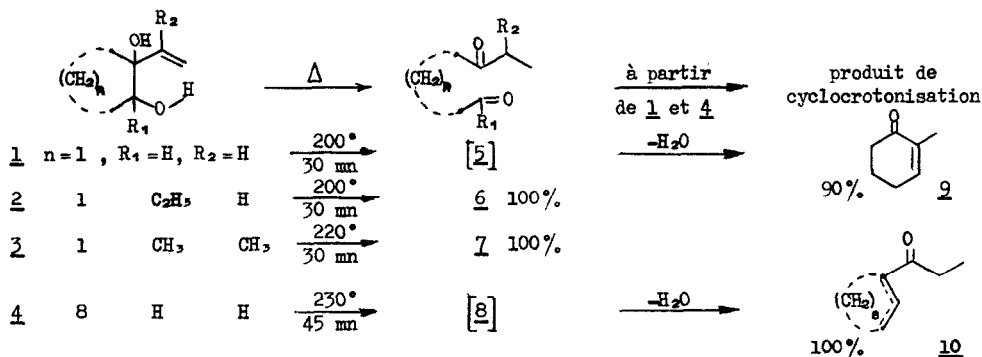 OH R₂
(CH₂)ₙ
H
O
R₁
Δ
O R₂
(CH₂)ₙ
O
R₁
à partir
de 1 et 4
produit de
cyclocrotonisation
1 n=1 , R₁=H, R₂=H 200° 30 mn [5] -H₂O O 90% 9
2 1 C₂H₅ H 200° 30 mn 6 100%
3 1 CH₃ CH₃ 220° 30 mn 7 100%
4 8 H H 230° 45 mn [8] -H₂O O (CH₂)₈ 100% 10